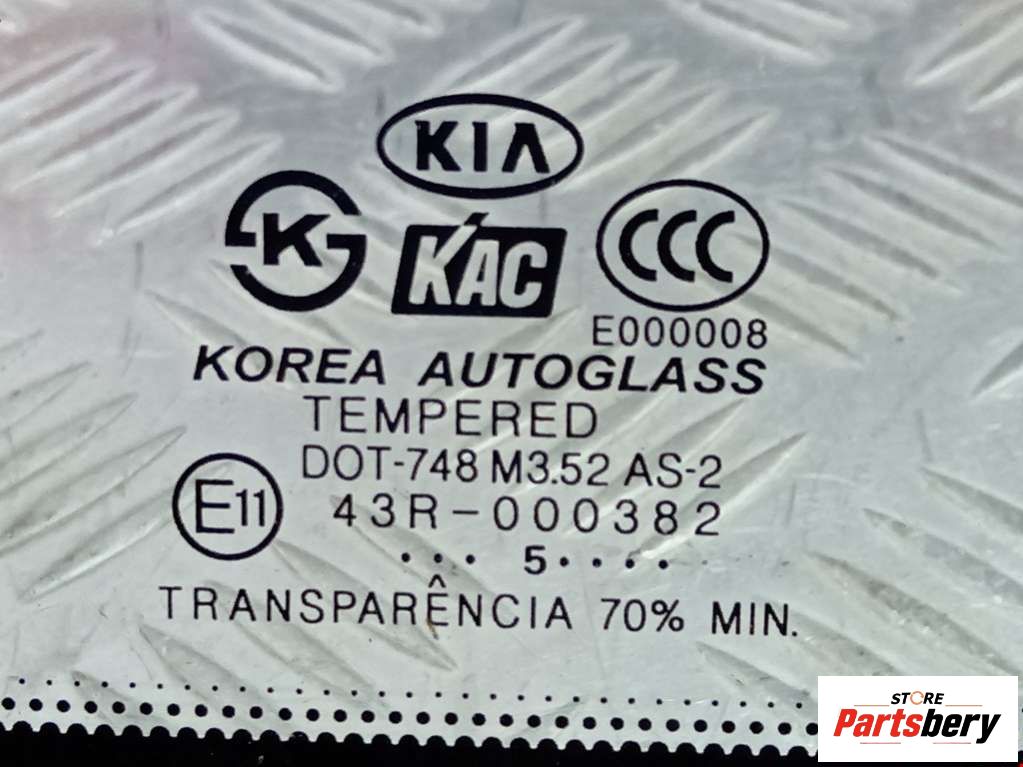 KIA
K
KAC
CCC
E000008
KOREA AUTOGLASS
TEMPERED
DOT-748 M3.52 AS-2
E11
43R-000382
••• 5••••
TRANSPARÊNCIA 70% MIN.
STORE
Partsbery